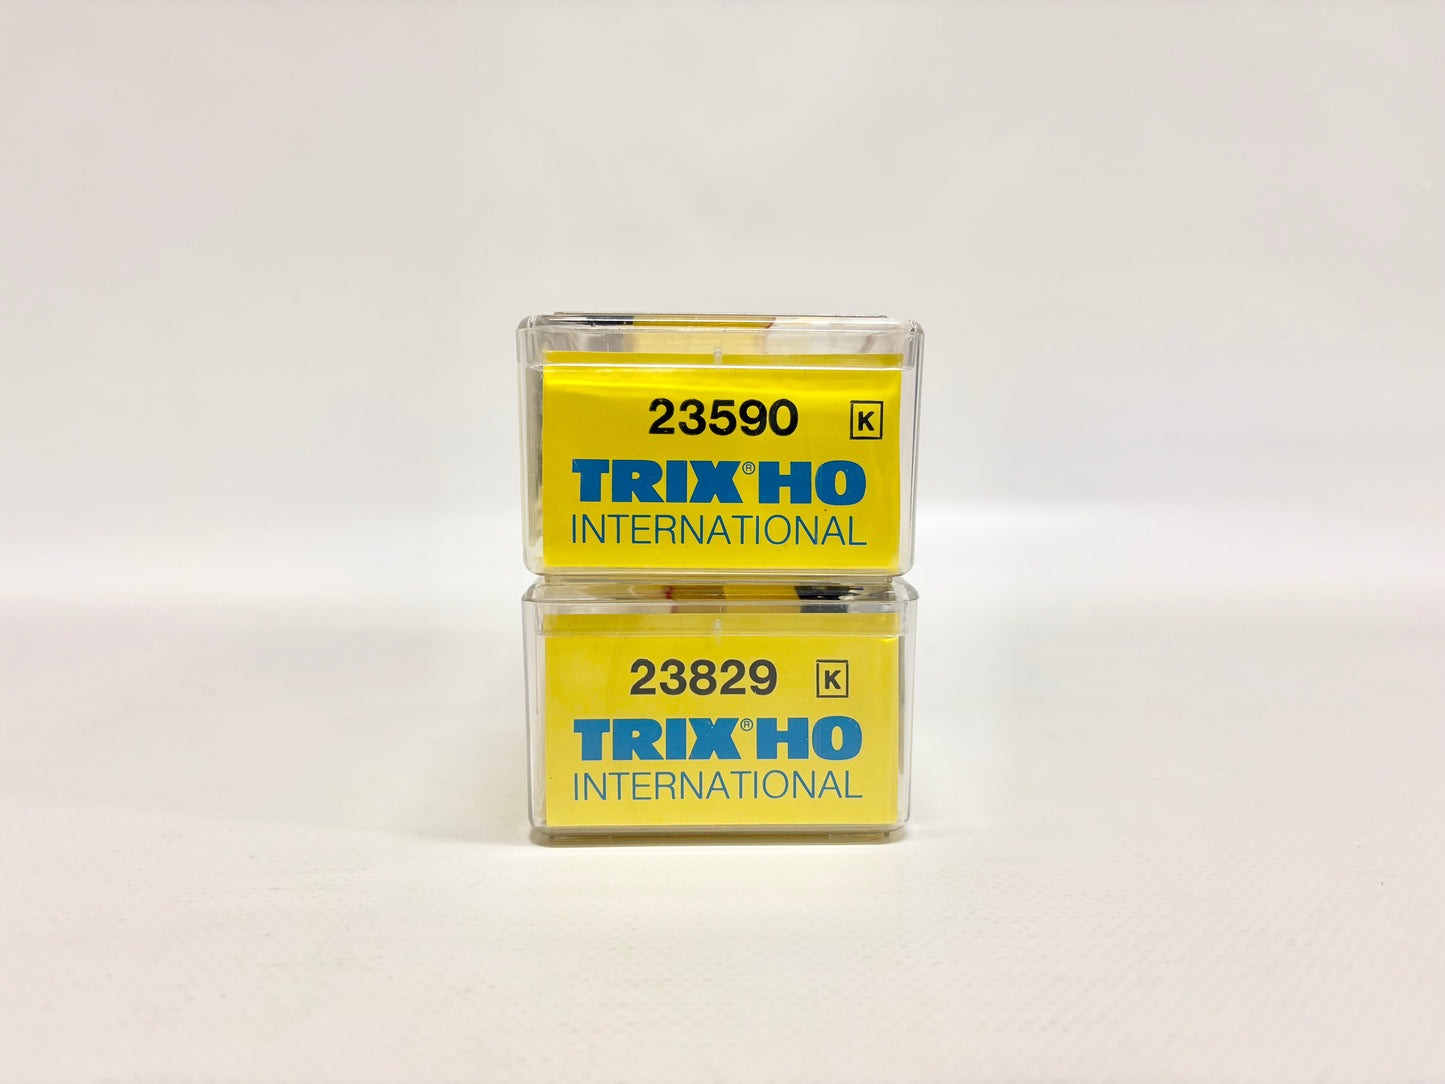 23590 K
TRIX® HO
INTERNATIONAL
23829 K
TRIX® HO
INTERNATIONAL